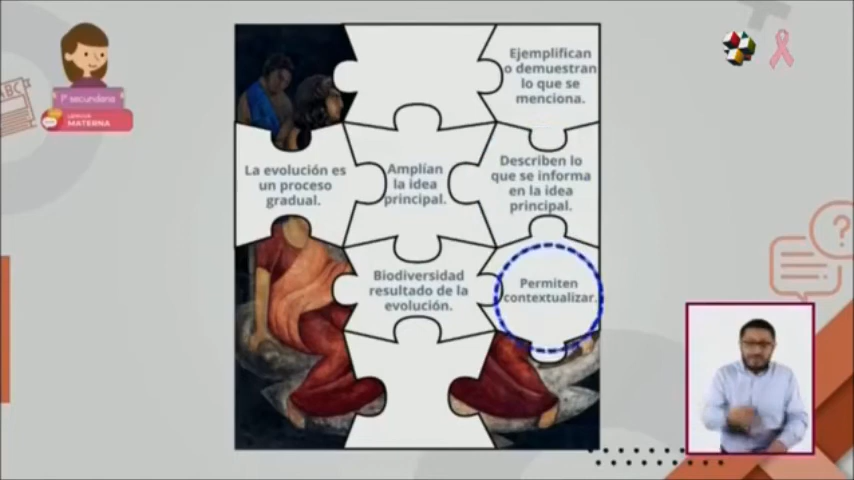 ABC
1° secundaria
LENGUA
MATERNA
Ejemplifican
o demuestran
lo que se
menciona.
La evolución es
un proceso
gradual.
Amplían
la idea
principal.
Describen lo
que se informa
en la idea
principal.
Biodiversidad
resultado de la
evolución.
Permiten
contextualizar.
?